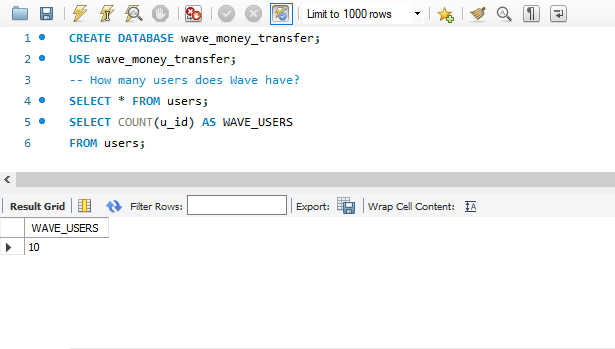 Limit to 1000 rows
1 CREATE DATABASE wave_money_transfer;
2 USE wave_money_transfer;
3 -- How many users does Wave have?
4 SELECT * FROM users;
5 SELECT COUNT(u_id) AS WAVE_USERS
6 FROM users;
Result Grid Filter Rows: Export: Wrap Cell Content:
WAVE_USERS
10